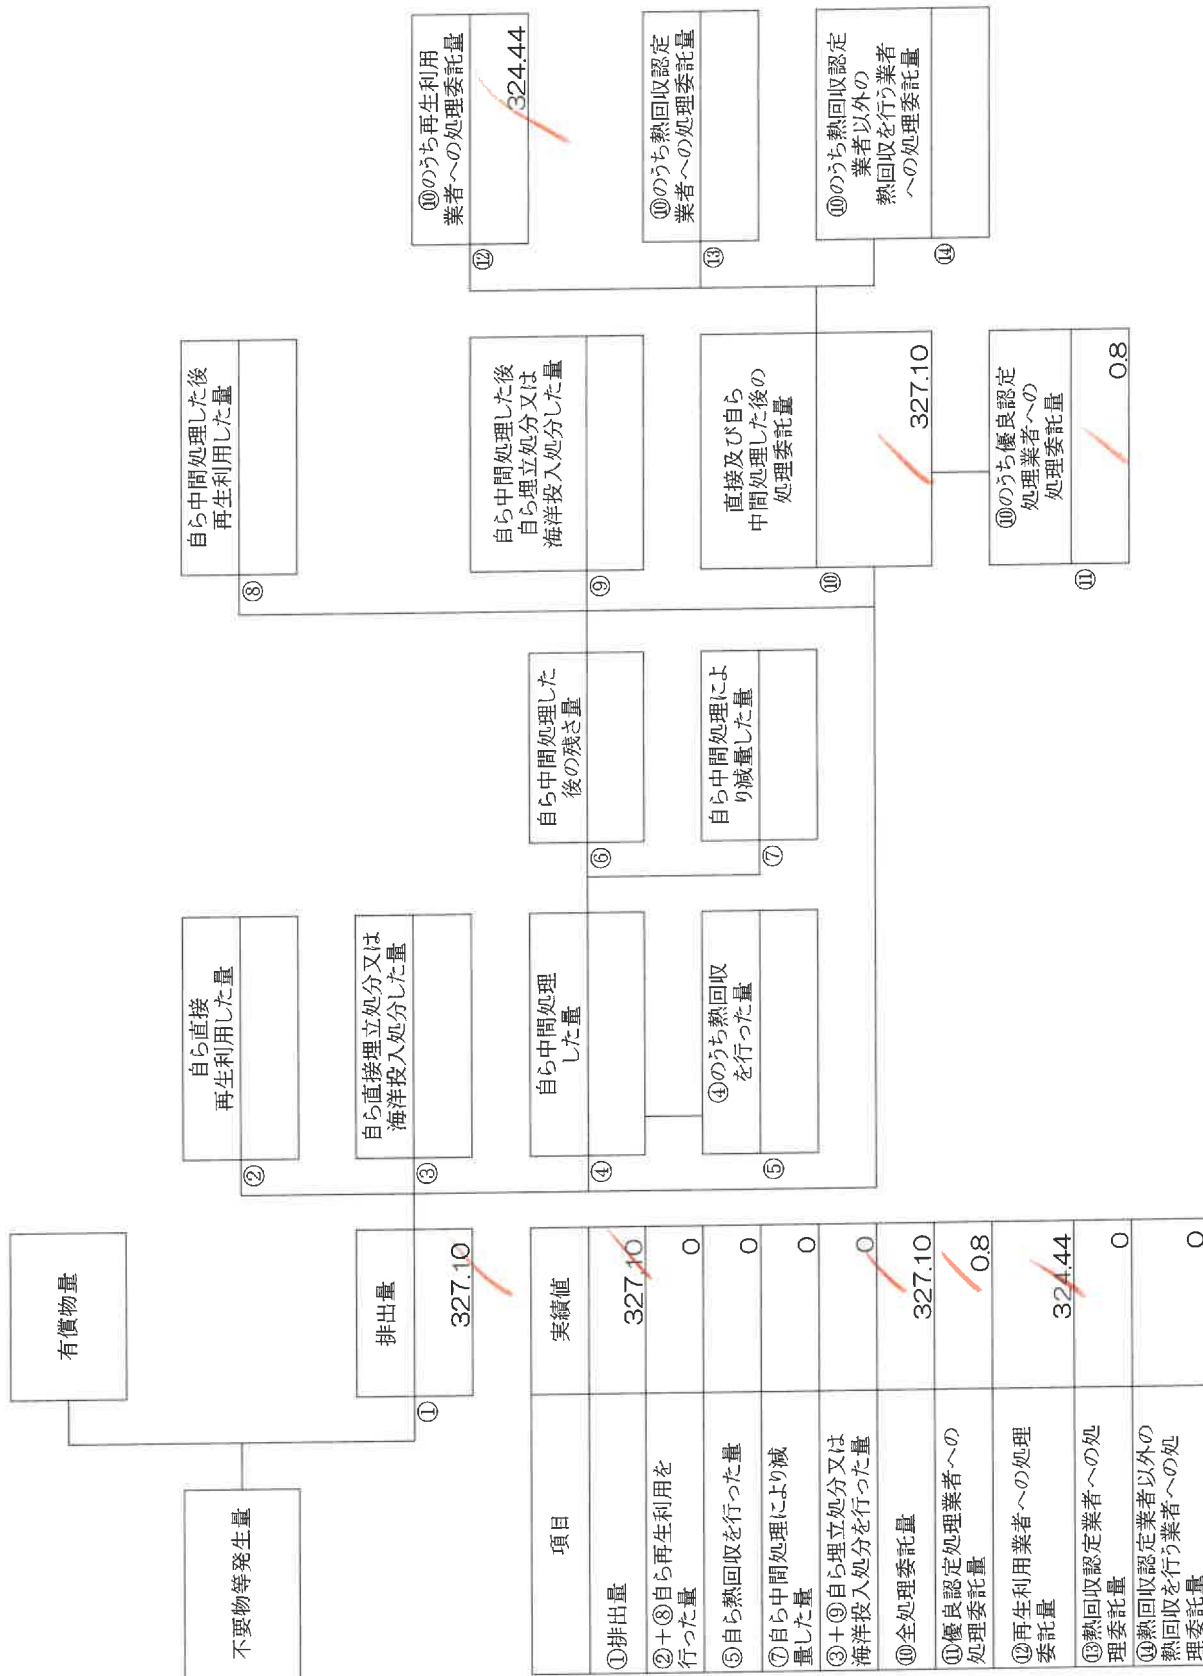 有償物量
不要物等発生量
排出量
① 327.10
自ら直接
再生利用した量
②
自ら直接埋立処分又は
海洋投入処分した量
③
自ら中間処理
した量
④
④のうち熱回収
を行った量
⑤
自ら中間処理した
後の残さ量
⑥
自ら中間処理によ
り減量した量
⑦
自ら中間処理した後
再生利用した量
⑧
自ら中間処理した後
自ら埋立処分又は
海洋投入処分した量
⑨
直接及び自ら
中間処理した後の
処理委託量
⑩ 327.10
⑩のうち優良認定
処理業者への
処理委託量
⑪ 0.8
⑩のうち再生利用
業者への処理委託量
⑫ 324.44
⑩のうち熱回収認定
業者への処理委託量
⑬
⑩のうち熱回収認定
業者以外の
熱回収を行う業者
への処理委託量
⑭
項目 実績値
①排出量 327.10
②+⑧自ら再生利用を
行った量 0
⑤自ら熱回収を行った量 0
⑦自ら中間処理により減
量した量 0
③+⑨自ら埋立処分又は
海洋投入処分を行った量 0
⑩全処理委託量 327.10
⑪優良認定処理業者への
処理委託量 0.8
⑫再生利用業者への処理
委託量 324.44
⑬熱回収認定業者への処
理委託量 0
⑭熱回収認定業者以外の
熱回収を行う業者への処
理委託量 0